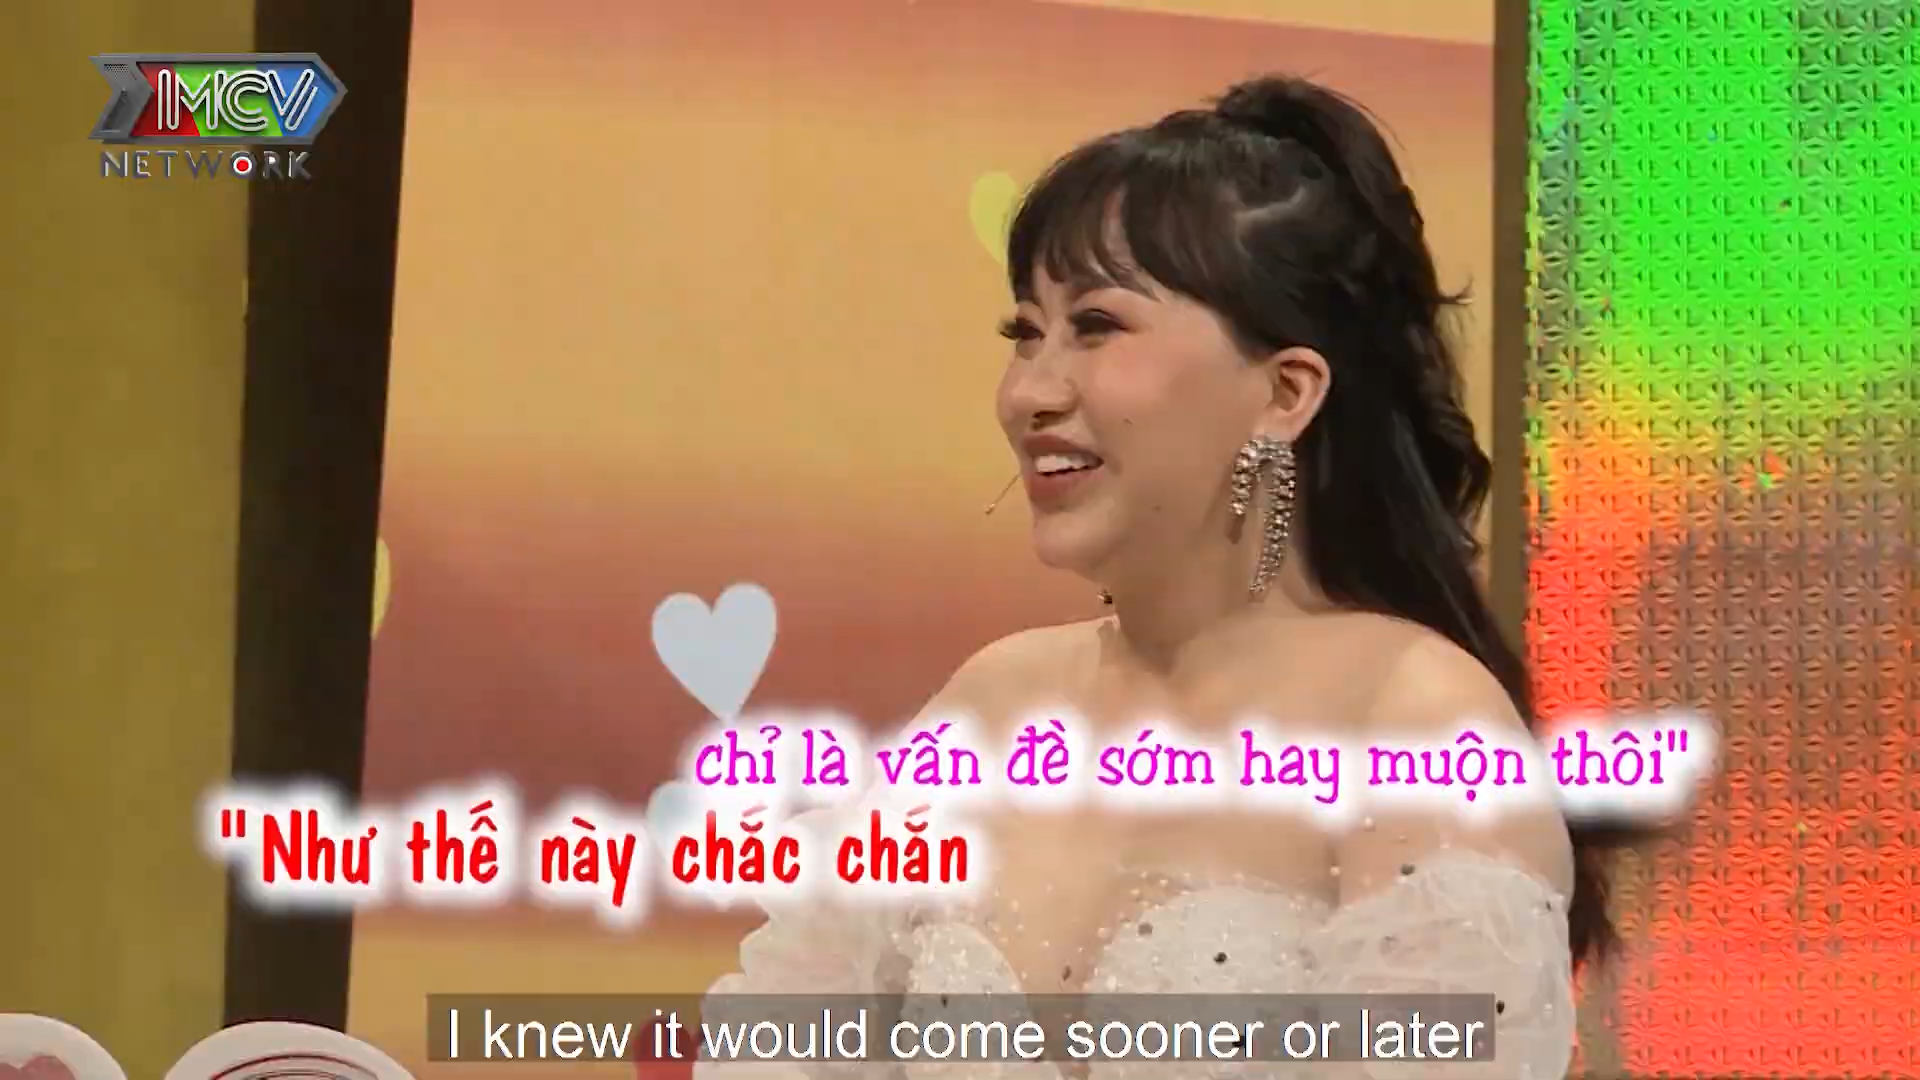 MCV
NETWORK
"Như thế này chắc chắn
chỉ là vấn đề sớm hay muộn thôi"
I knew it would come sooner or later